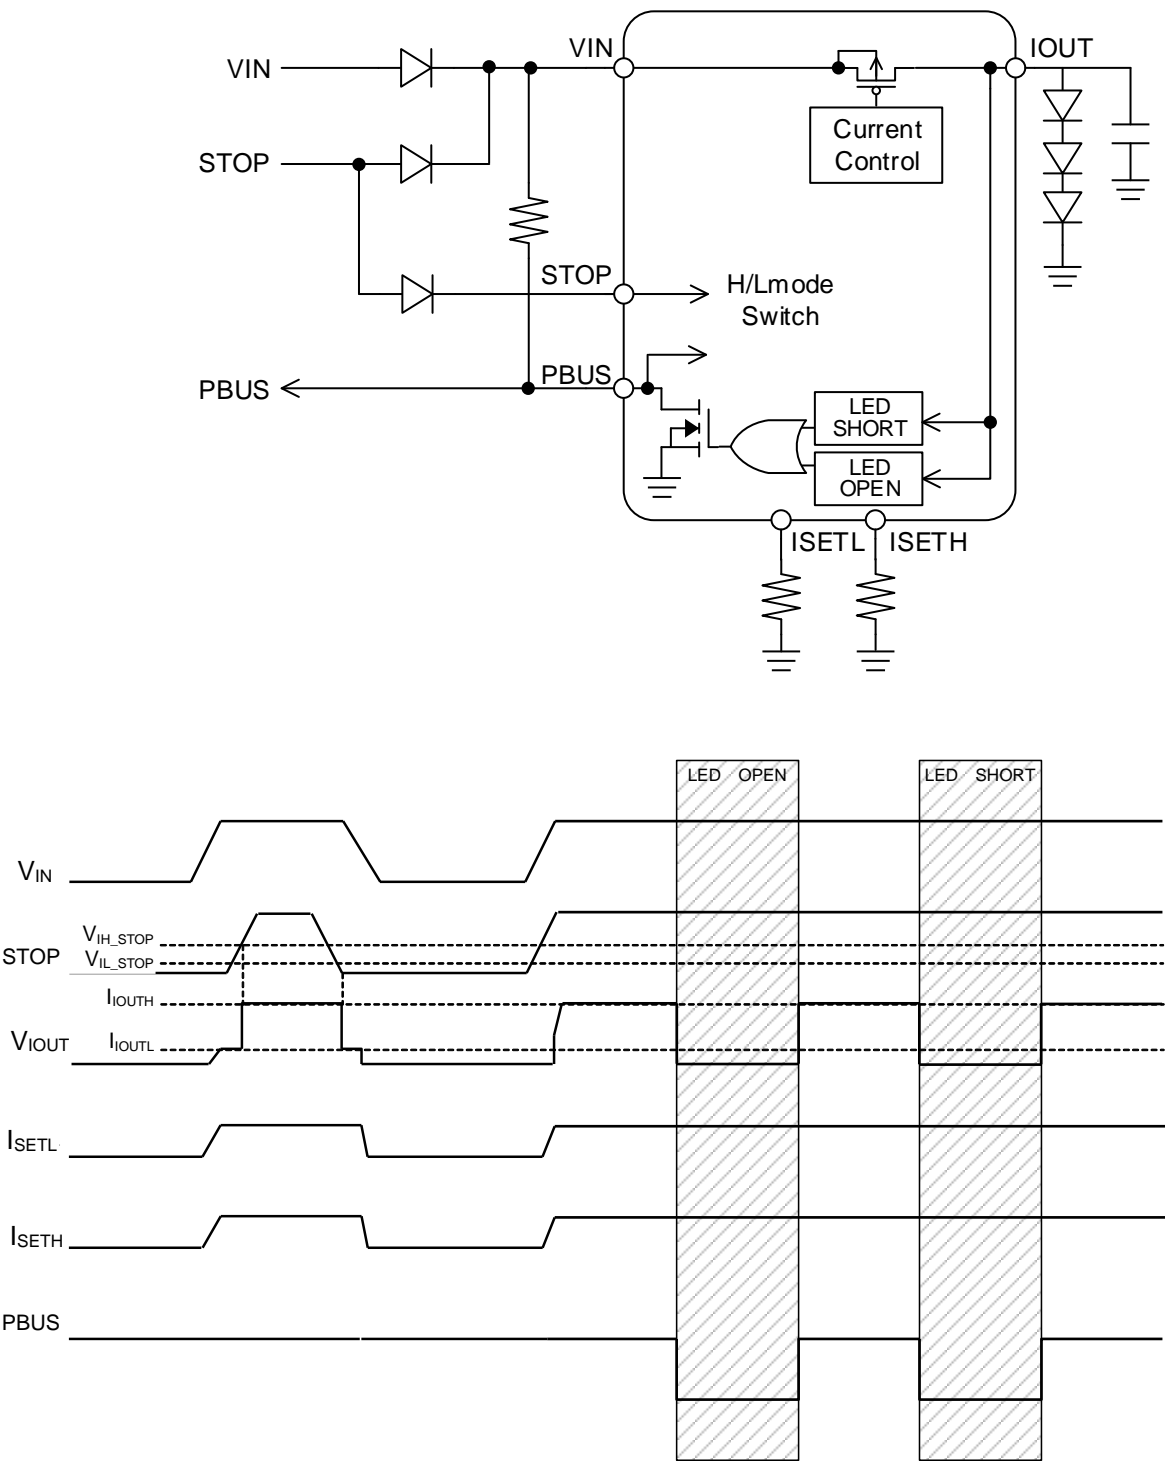 VIN
VIN
IOUT
Current
Control
STOP
STOP
H/Lmode
Switch
PBUS
PBUS
LED
SHORT
LED
OPEN
ISETL
ISETH
LED OPEN
LED SHORT
VIN
STOP
VIH_STOP
VIL_STOP
IIOUTH
VIOUT
IIOUTL
ISETL
ISETH
PBUS